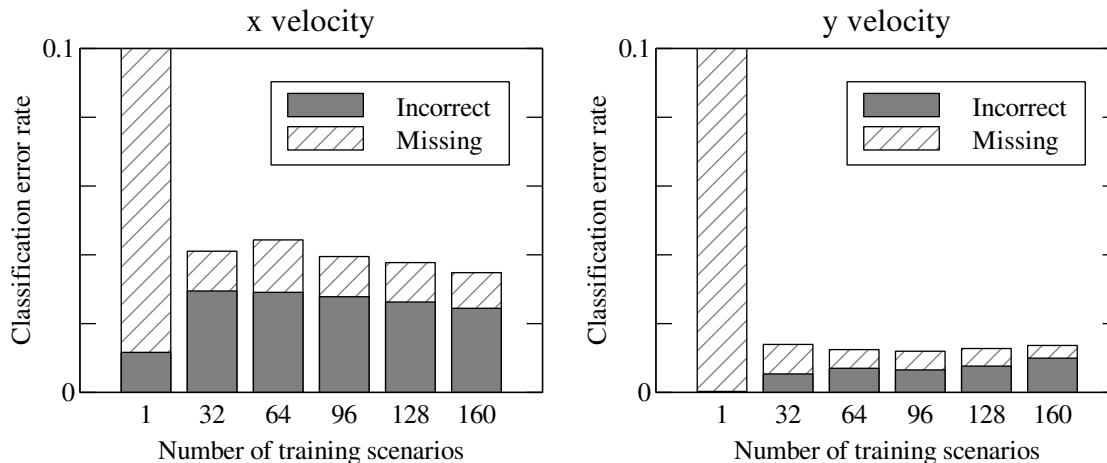 x velocity
0.1
Classification error rate
Incorrect
Missing
0
1 32 64 96 128 160
Number of training scenarios
y velocity
0.1
Classification error rate
Incorrect
Missing
0
1 32 64 96 128 160
Number of training scenarios